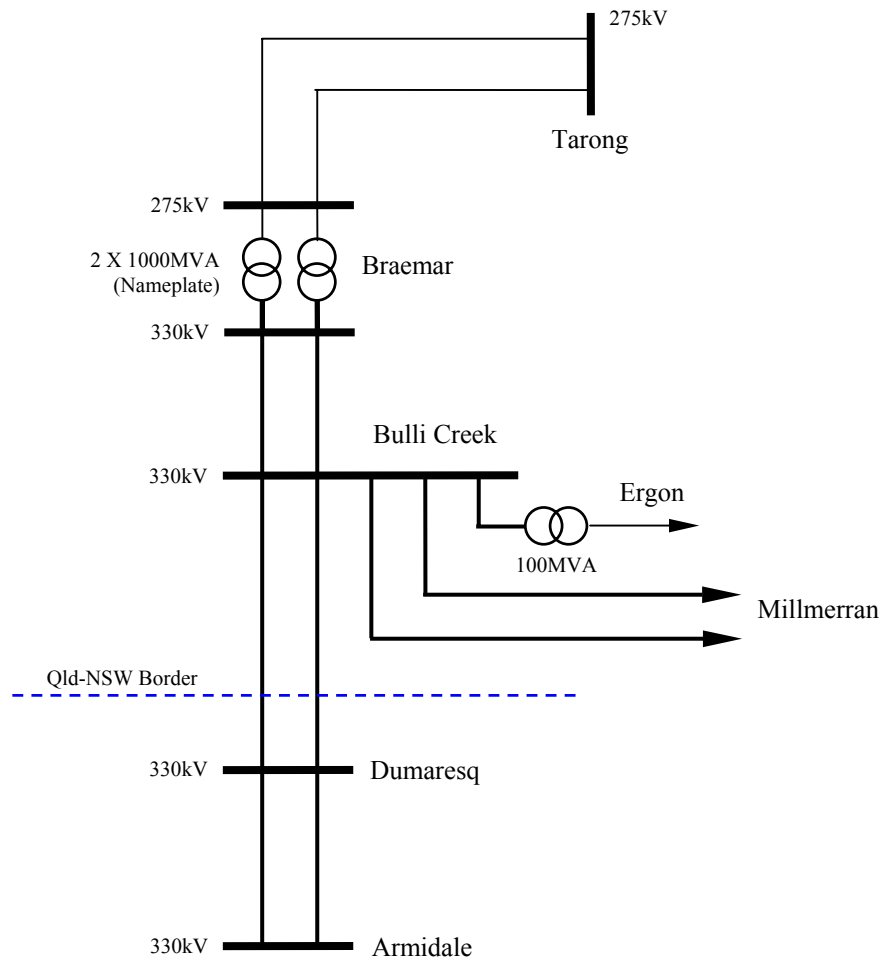 275kV
Tarong
275kV
2 X 1000MVA
(Nameplate)
Braemar
330kV
Bulli Creek
330kV
Ergon
100MVA
Millmerran
Qld-NSW Border
330kV
Dumaresq
330kV
Armidale